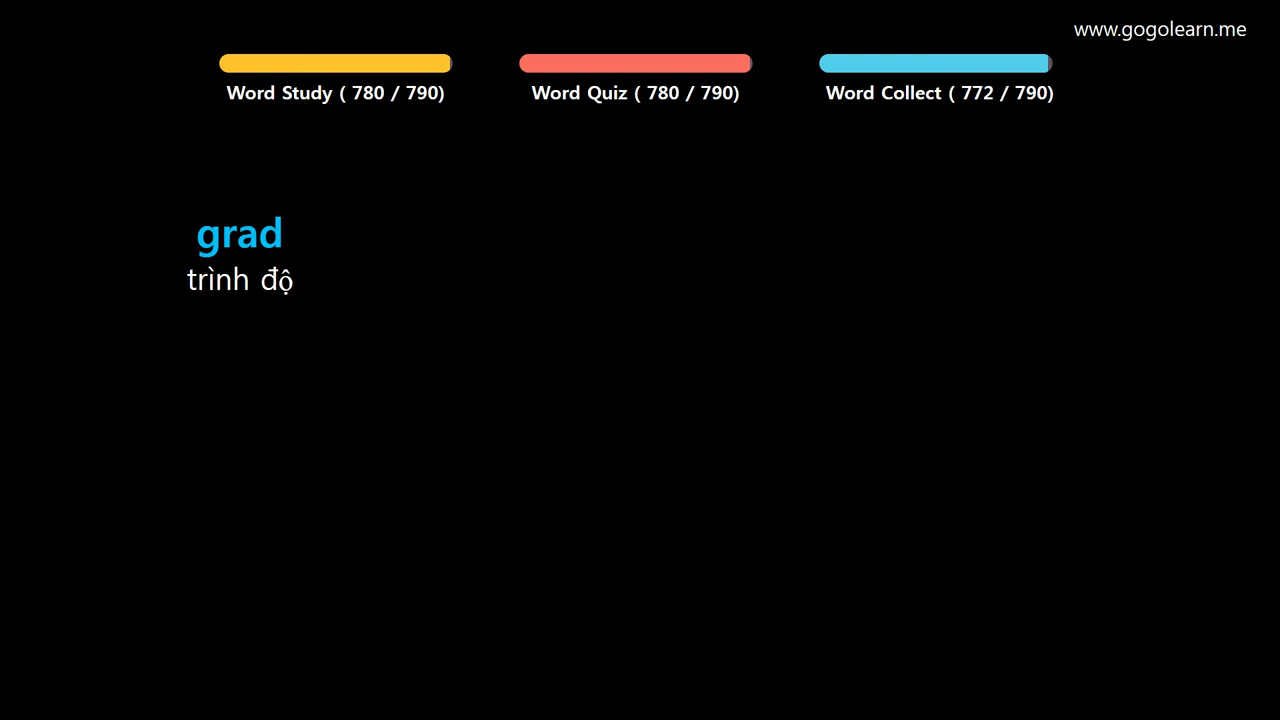 www.gogolearn.me
Word Study ( 780 / 790)
Word Quiz ( 780 / 790)
Word Collect ( 772 / 790)
grad
trình độ